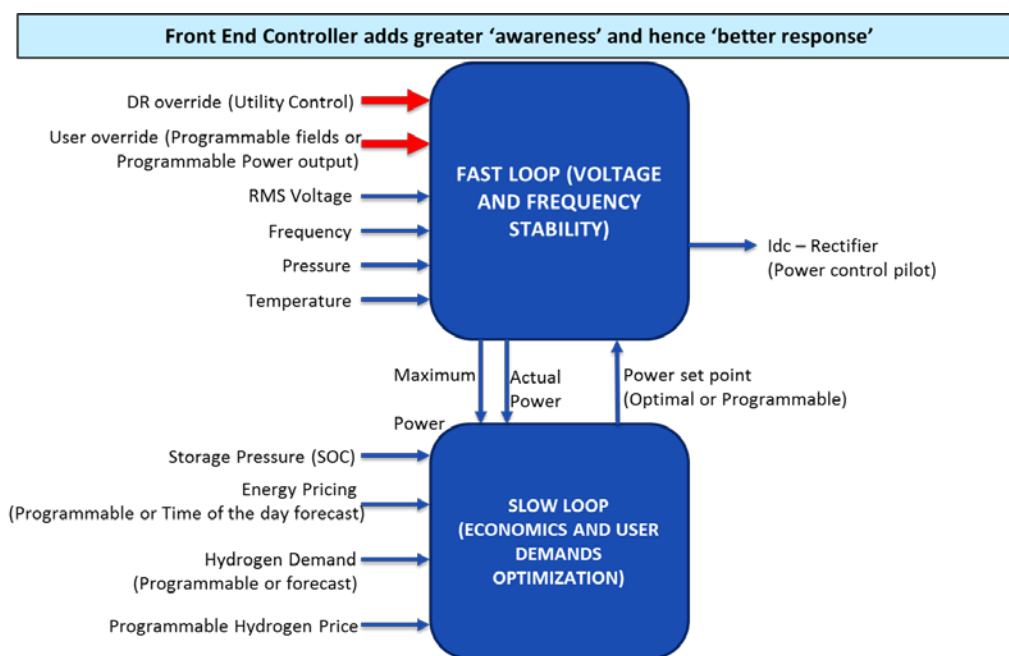 Front End Controller adds greater ‘awareness’ and hence ‘better response’
DR override (Utility Control)
User override (Programmable fields or
Programmable Power output)
RMS Voltage
Frequency
Pressure
Temperature
FAST LOOP (VOLTAGE
AND FREQUENCY
STABILITY)
Idc – Rectifier
(Power control pilot)
Maximum
Power
Actual
Power
Power set point
(Optimal or Programmable)
Storage Pressure (SOC)
Energy Pricing
(Programmable or Time of the day forecast)
Hydrogen Demand
(Programmable or forecast)
Programmable Hydrogen Price
SLOW LOOP
(ECONOMICS AND USER
DEMANDS
OPTIMIZATION)